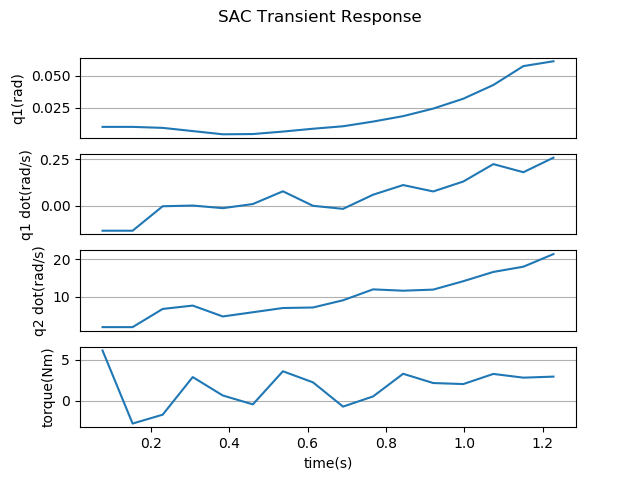 SAC Transient Response
q1(rad)
0.050
0.025
q1 dot(rad/s)
0.25
0.00
q2 dot(rad/s)
20
10
torque(Nm)
5
0
0.2 0.4 0.6 0.8 1.0 1.2
time(s)